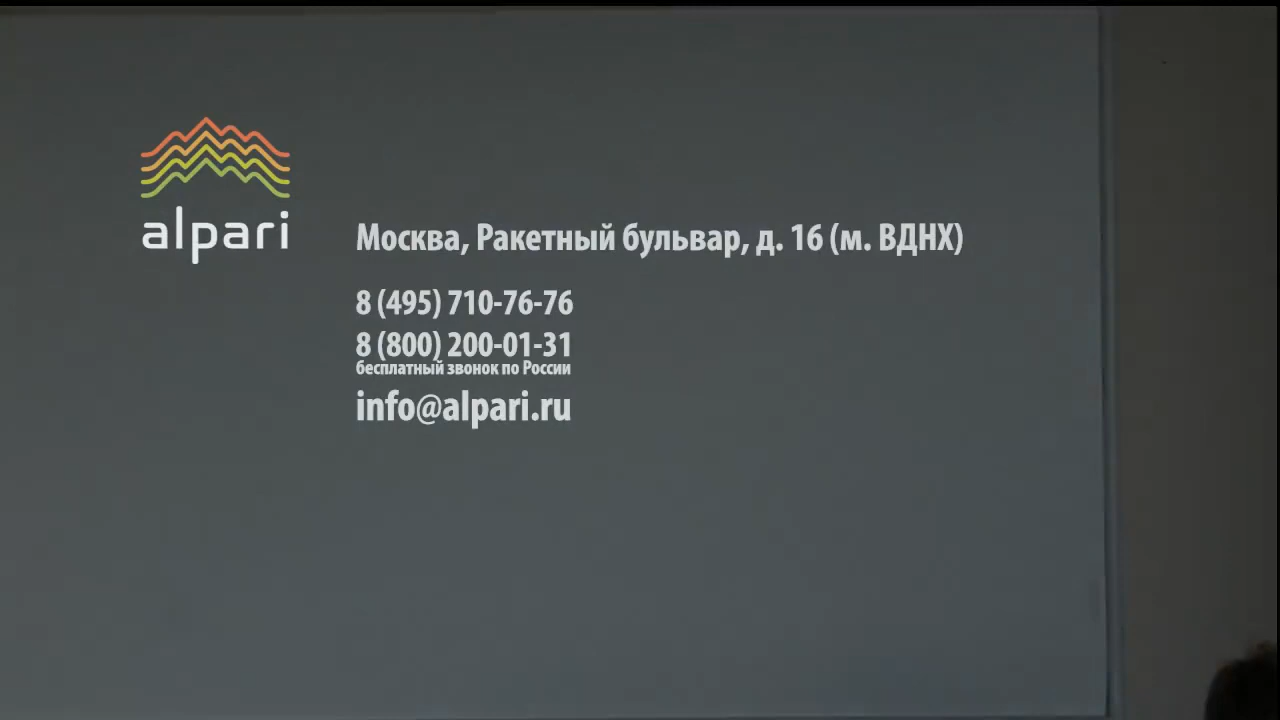 alpari
Москва, Ракетный бульвар, д. 16 (м. ВДНХ)
8 (495) 710-76-76
8 (800) 200-01-31
бесплатный звонок по России
info@alpari.ru